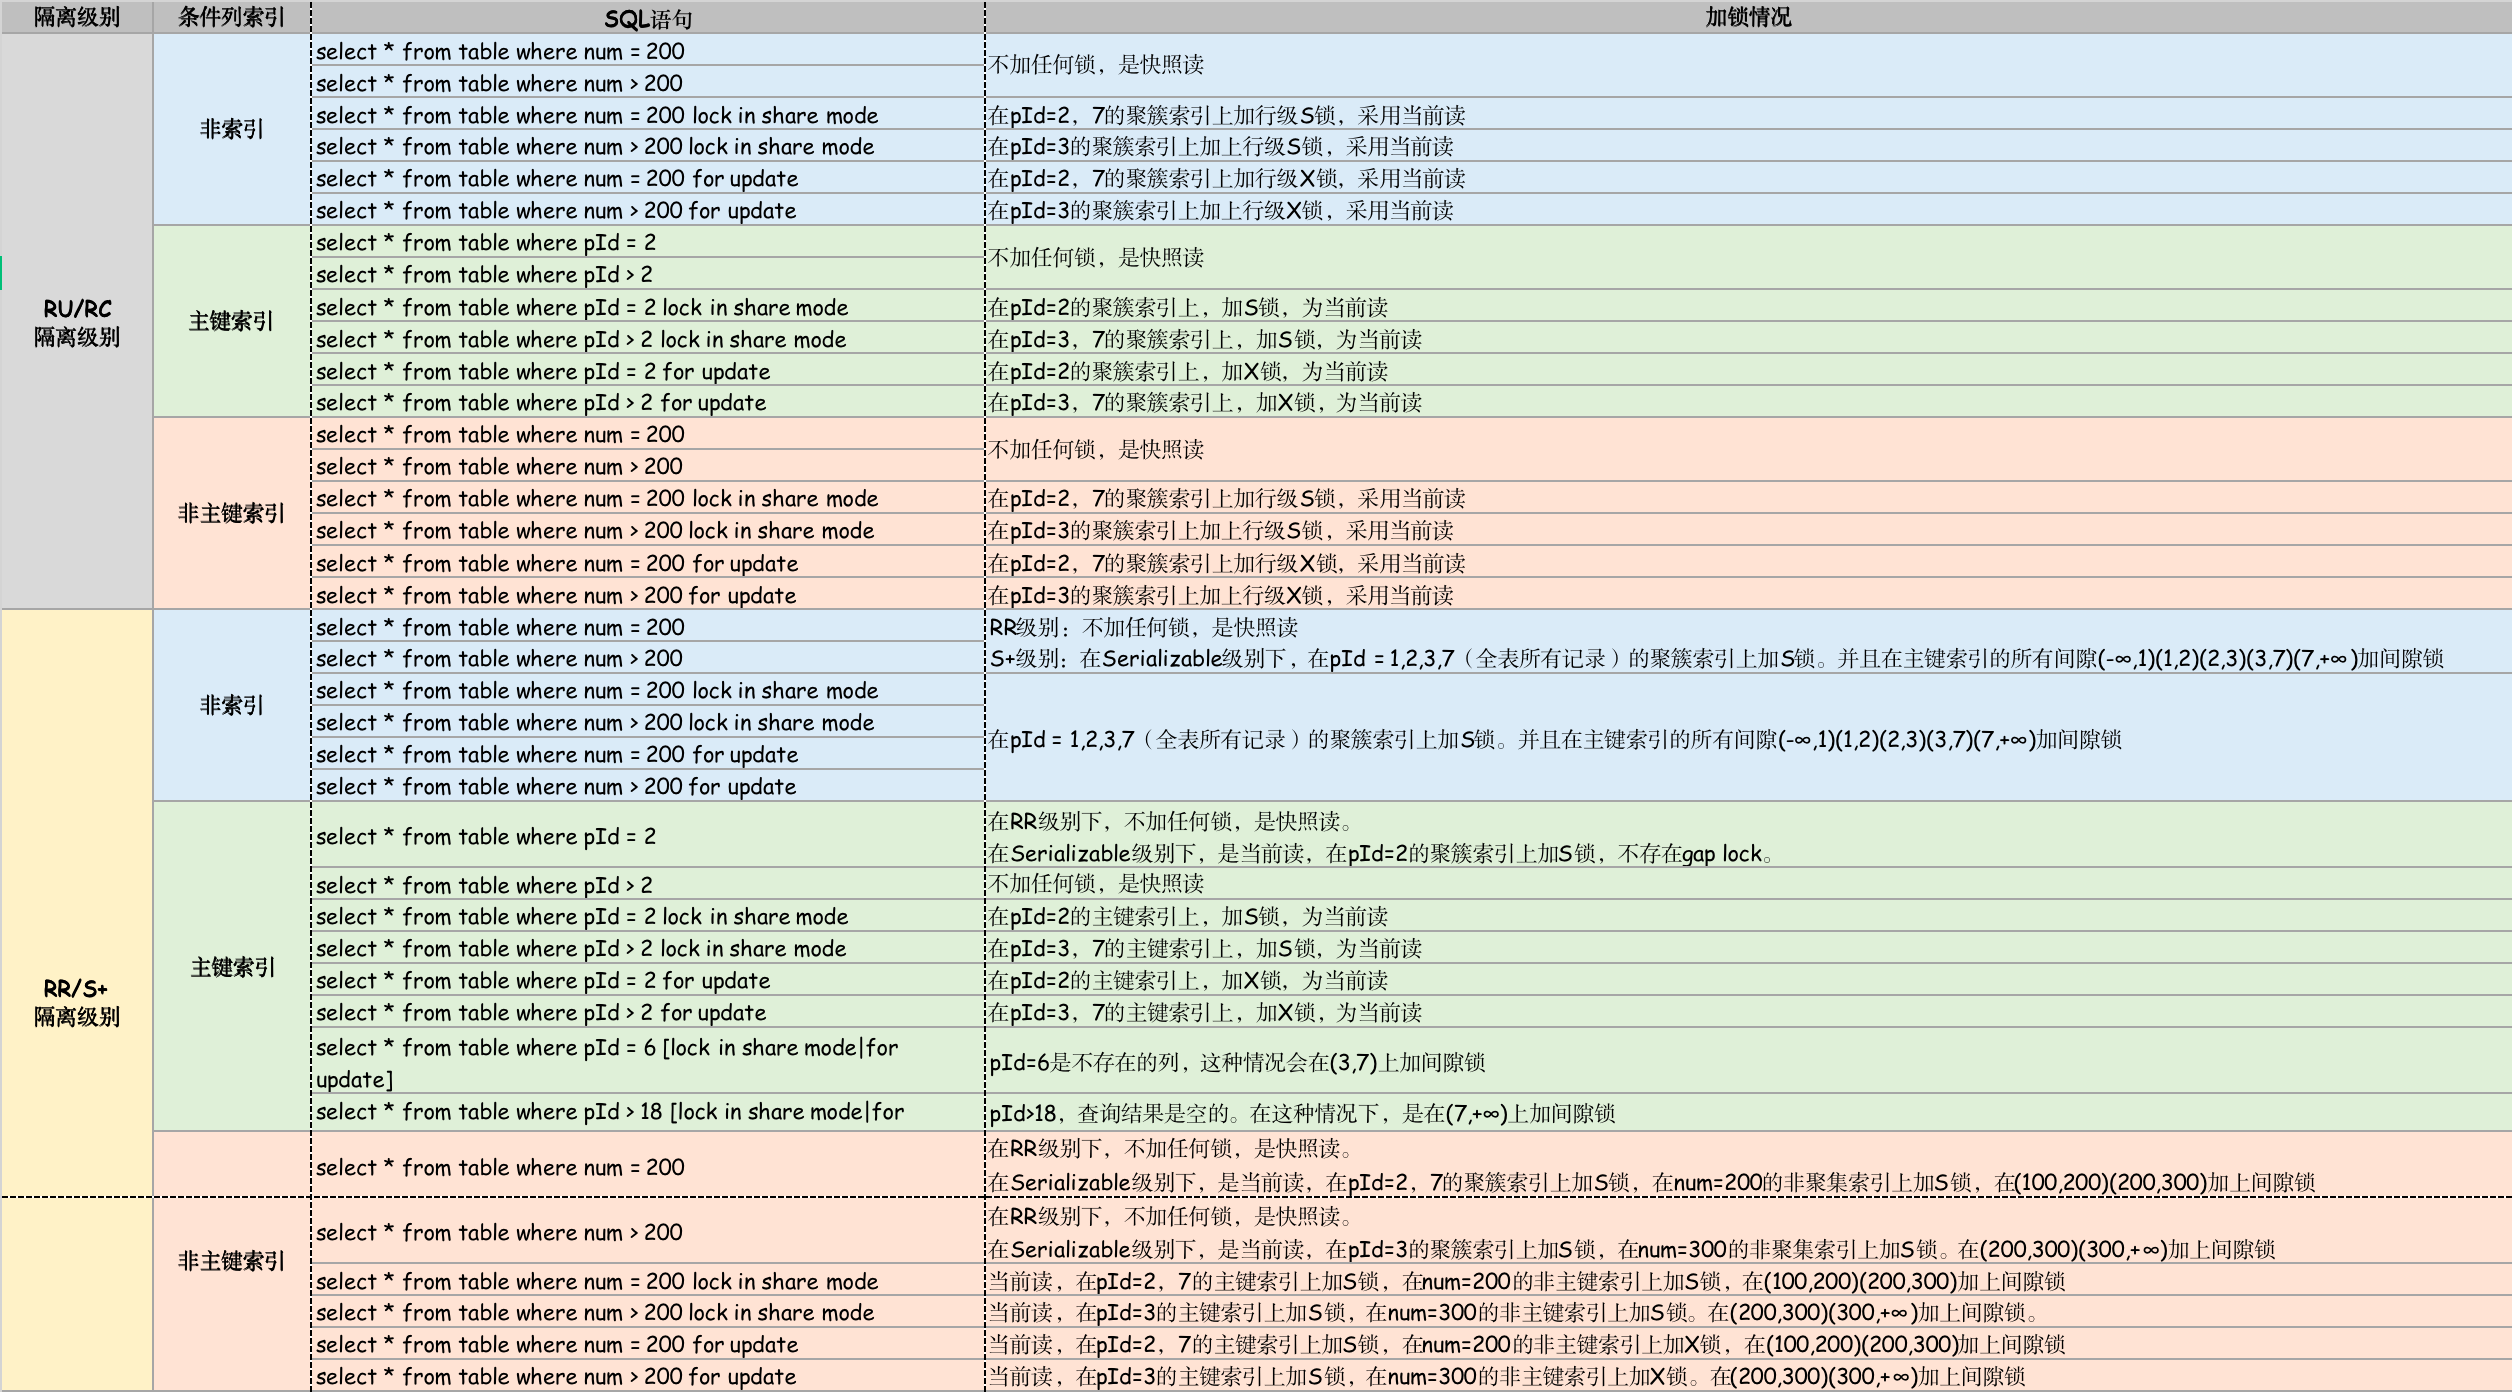 隔离级别 条件列索引 SQL语句 加锁情况
RU/RC
隔离级别
非索引
select * from table where num = 200
select * from table where num > 200
不加任何锁，是快照读
select * from table where num = 200 lock in share mode 在pId=2，7的聚簇索引上加行级S锁，采用当前读
select * from table where num > 200 lock in share mode 在pId=3的聚簇索引上加上行级S锁，采用当前读
select * from table where num = 200 for update 在pId=2，7的聚簇索引上加行级X锁，采用当前读
select * from table where num > 200 for update 在pId=3的聚簇索引上加上行级X锁，采用当前读
主键索引
select * from table where pId = 2
select * from table where pId > 2
不加任何锁，是快照读
select * from table where pId = 2 lock in share mode 在pId=2的聚簇索引上，加S锁，为当前读
select * from table where pId > 2 lock in share mode 在pId=3，7的聚簇索引上，加S锁，为当前读
select * from table where pId = 2 for update 在pId=2的聚簇索引上，加X锁，为当前读
select * from table where pId > 2 for update 在pId=3，7的聚簇索引上，加X锁，为当前读
非主键索引
select * from table where num = 200
select * from table where num > 200
不加任何锁，是快照读
select * from table where num = 200 lock in share mode 在pId=2，7的聚簇索引上加行级S锁，采用当前读
select * from table where num > 200 lock in share mode 在pId=3的聚簇索引上加上行级S锁，采用当前读
select * from table where num = 200 for update 在pId=2，7的聚簇索引上加行级X锁，采用当前读
select * from table where num > 200 for update 在pId=3的聚簇索引上加上行级X锁，采用当前读
RR/S+
隔离级别
非索引
select * from table where num = 200
select * from table where num > 200
RR级别：不加任何锁，是快照读
S+级别：在Serializable级别下，在pId = 1,2,3,7（全表所有记录）的聚簇索引上加S锁。并且在主键索引的所有间隙(-∞,1)(1,2)(2,3)(3,7)(7,+∞)加间隙锁
select * from table where num = 200 lock in share mode
select * from table where num > 200 lock in share mode
select * from table where num = 200 for update
select * from table where num > 200 for update
在pId = 1,2,3,7（全表所有记录）的聚簇索引上加S锁。并且在主键索引的所有间隙(-∞,1)(1,2)(2,3)(3,7)(7,+∞)加间隙锁
主键索引
select * from table where pId = 2
在RR级别下，不加任何锁，是快照读。
在Serializable级别下，是当前读，在pId=2的聚簇索引上加S锁，不存在gap lock。
select * from table where pId > 2 不加任何锁，是快照读
select * from table where pId = 2 lock in share mode 在pId=2的主键索引上，加S锁，为当前读
select * from table where pId > 2 lock in share mode 在pId=3，7的主键索引上，加S锁，为当前读
select * from table where pId = 2 for update 在pId=2的主键索引上，加X锁，为当前读
select * from table where pId > 2 for update 在pId=3，7的主键索引上，加X锁，为当前读
select * from table where pId = 6 [lock in share mode|for
update]
pId=6是不存在的列，这种情况会在(3,7)上加间隙锁
select * from table where pId > 18 [lock in share mode|for pId>18，查询结果是空的。在这种情况下，是在(7,+∞)上加间隙锁
非主键索引
select * from table where num = 200
在RR级别下，不加任何锁，是快照读。
在Serializable级别下，是当前读，在pId=2，7的聚簇索引上加S锁，在num=200的非聚集索引上加S锁，在(100,200)(200,300)加上间隙锁
select * from table where num > 200
在RR级别下，不加任何锁，是快照读。
在Serializable级别下，是当前读，在pId=3的聚簇索引上加S锁，在num=300的非聚集索引上加S锁。在(200,300)(300,+∞)加上间隙锁
select * from table where num = 200 lock in share mode 当前读，在pId=2，7的主键索引上加S锁，在num=200的非主键索引上加S锁，在(100,200)(200,300)加上间隙锁
select * from table where num > 200 lock in share mode 当前读，在pId=3的主键索引上加S锁，在num=300的非主键索引上加S锁。在(200,300)(300,+∞)加上间隙锁。
select * from table where num = 200 for update 当前读，在pId=2，7的主键索引上加S锁，在num=200的非主键索引上加X锁，在(100,200)(200,300)加上间隙锁
select * from table where num > 200 for update 当前读，在pId=3的主键索引上加S锁，在num=300的非主键索引上加X锁。在(200,300)(300,+∞)加上间隙锁